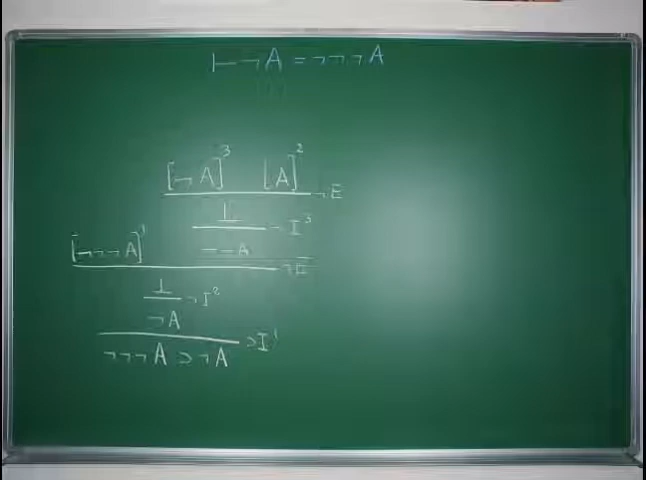 ⊢ ¬A = ¬¬¬A
[¬A]³ [A]²
¬E
⊥
¬I³
[¬¬¬A]¹ ¬¬A
¬E
⊥
¬I²
¬A
⊃I¹
¬¬¬A ⊃ ¬A